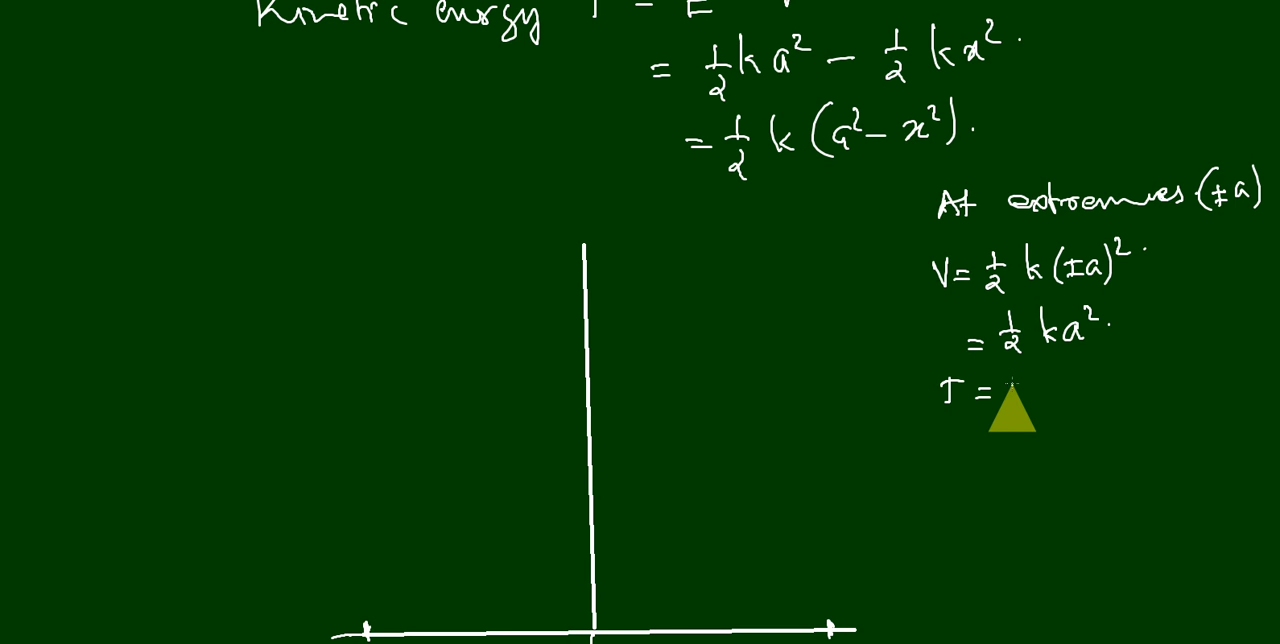 Kinetic energy T = E - V
= 1/2 ka² - 1/2 kx².
= 1/2 k (a² - x²).
At extremes (±a)
V = 1/2 k (±a)².
= 1/2 ka².
T =